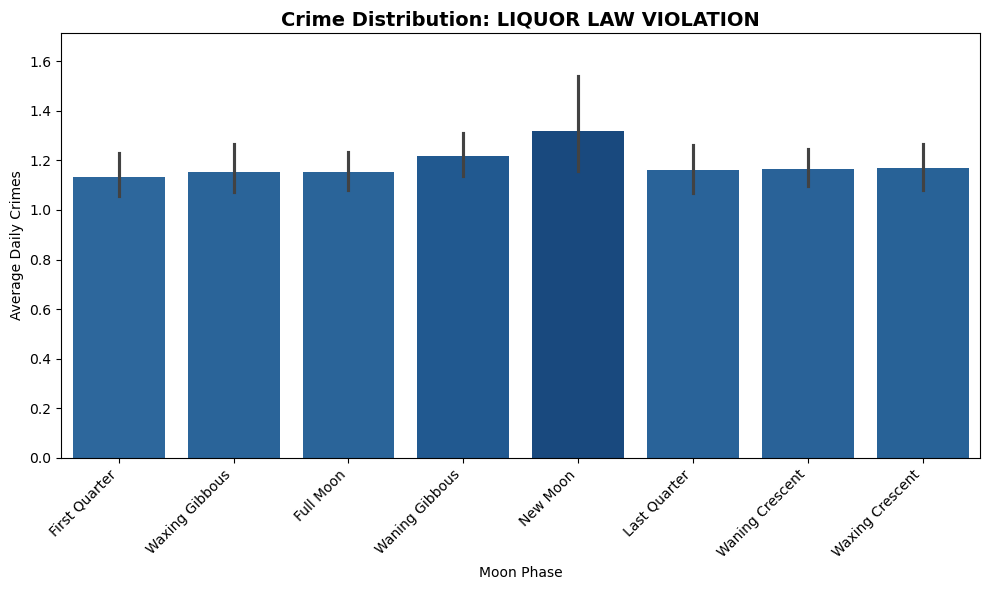 Crime Distribution: LIQUOR LAW VIOLATION
Average Daily Crimes
1.6
1.4
1.2
1.0
0.8
0.6
0.4
0.2
0.0
First Quarter
Waxing Gibbous
Full Moon
Waning Gibbous
New Moon
Last Quarter
Waning Crescent
Waxing Crescent
Moon Phase